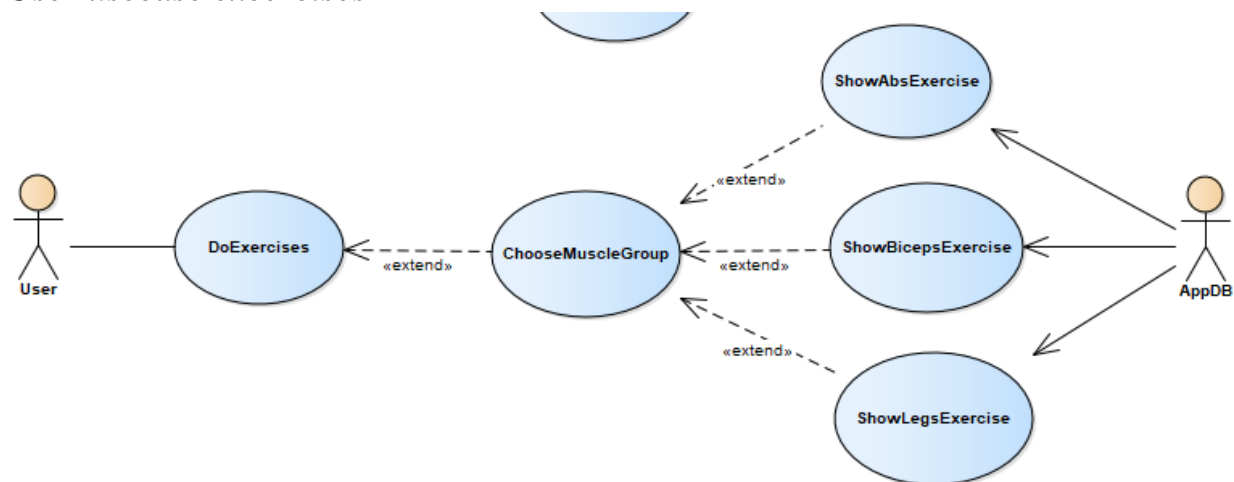 ShowAbsExercise
«extend»
DoExercises
«extend»
ChooseMuscleGroup
«extend»
ShowBicepsExercise
User
AppDB
«extend»
ShowLegsExercise